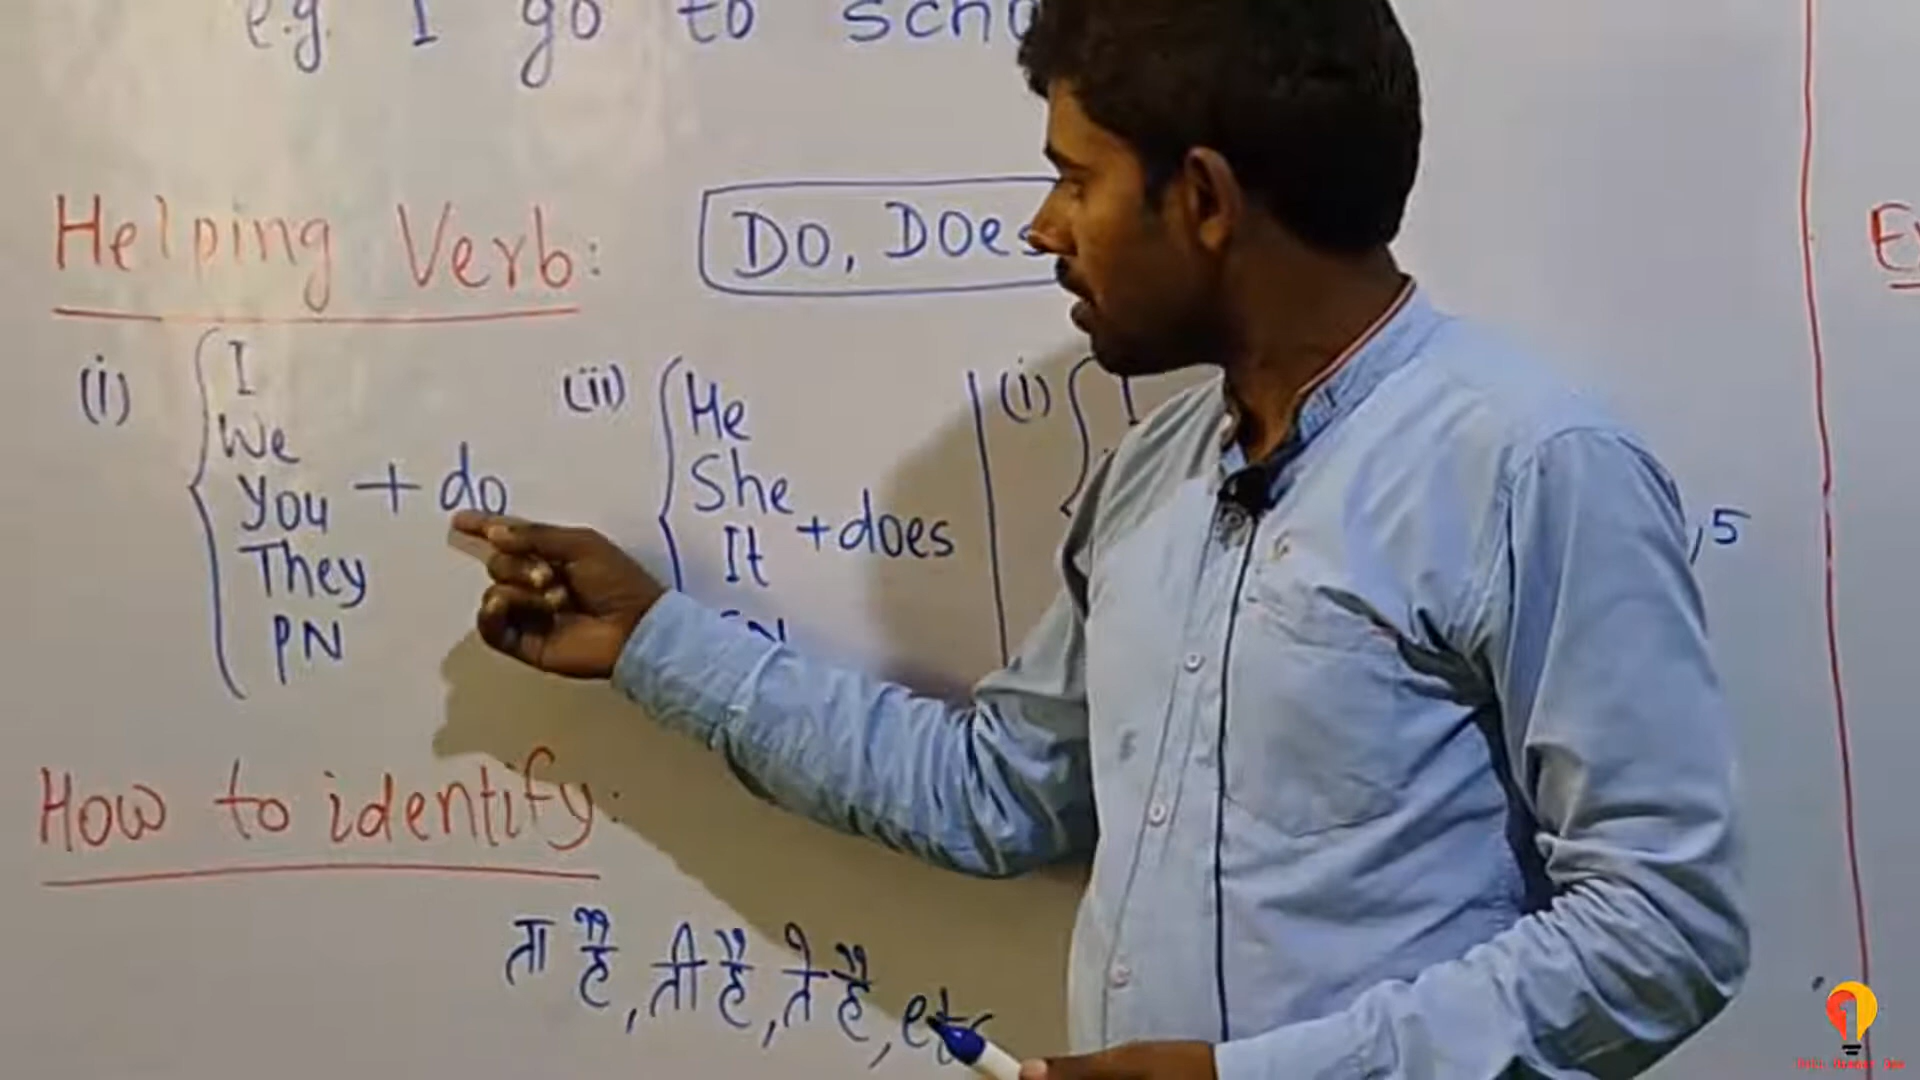 e.g. I go to
Helping Verb:
DO, DOes
(i)
I
We
You + do
They
PN
(ii)
He
She
It + does
(i)
I
,5
How to identify:
ता है, ती है, ते है, etc